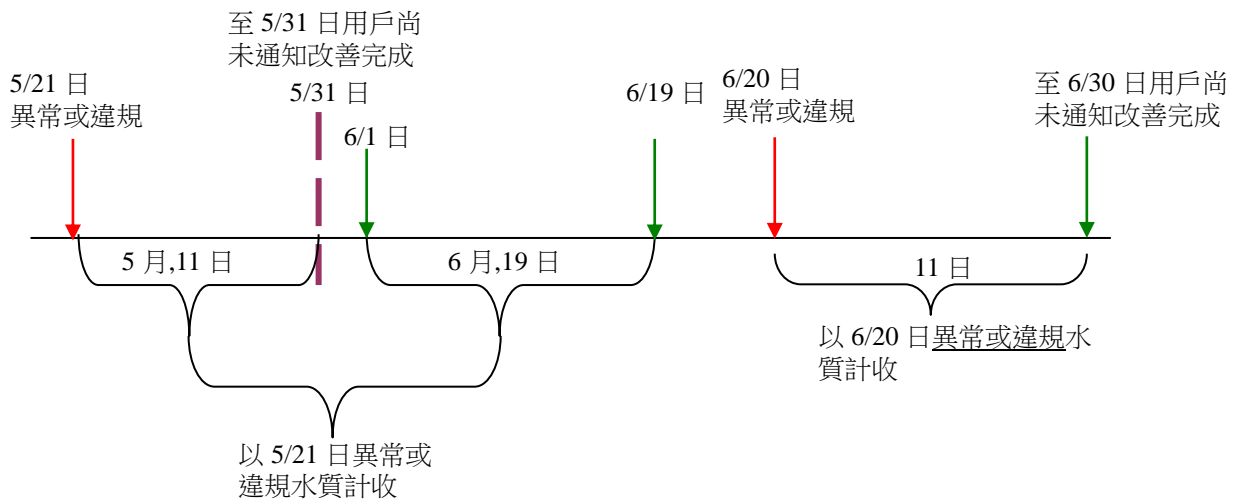 至 5/31 日用戶尚
未通知改善完成
5/21 日
異常或違規
5/31 日
6/1 日
6/19 日
6/20 日
異常或違規
至 6/30 日用戶尚
未通知改善完成
5 月,11 日
6 月,19 日
11 日
以 6/20 日異常或違規水
質計收
以 5/21 日異常或
違規水質計收